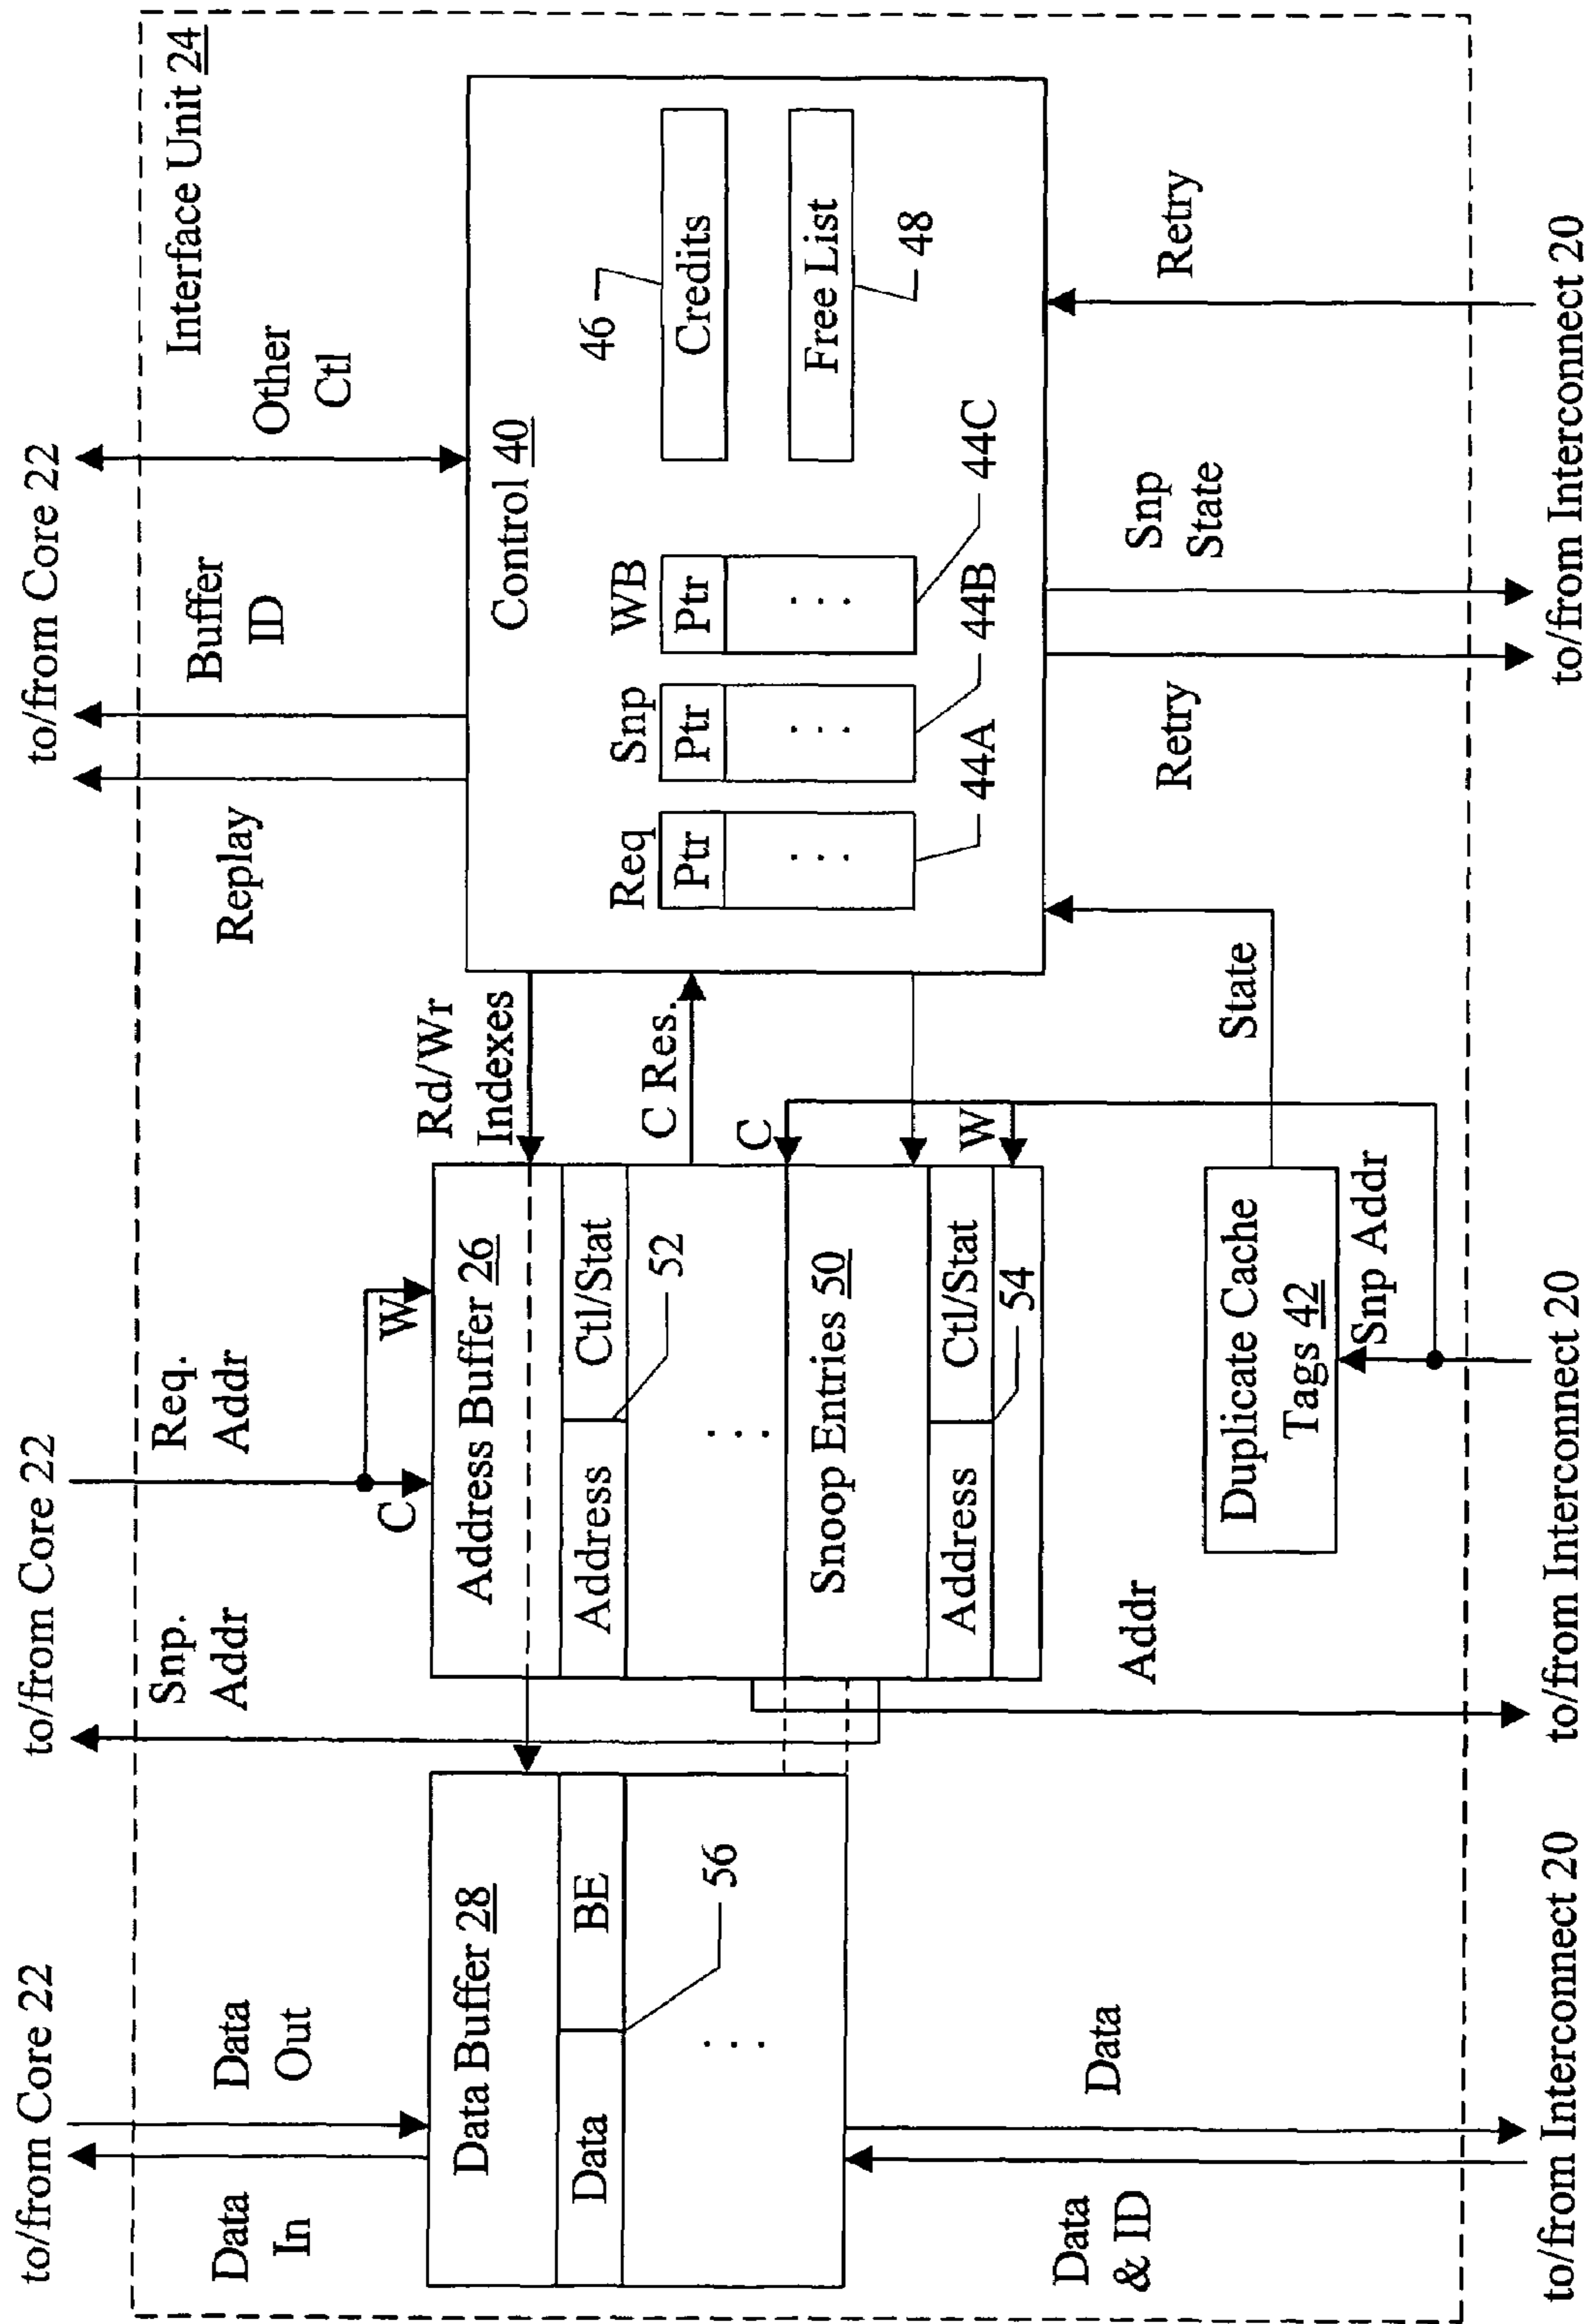 to/from Core 22
to/from Core 22
to/from Core 22
Interface Unit 24
Data
In
Data
Out
Snp.
Addr
Req.
Addr
Replay
Buffer
ID
Other
Ctl
C
W
Data Buffer 28
Data
BE
56
...
Address Buffer 26
Address
Ctl/Stat
52
...
Snoop Entries 50
Address
Ctl/Stat
54
Rd/Wr
Indexes
C Res.
C
W
Control 40
Req
Snp
WB
Ptr
Ptr
Ptr
...
...
...
44A
44B
44C
46
Credits
Free List
48
Duplicate Cache
Tags 42
State
Snp Addr
Data
& ID
Data
Addr
Retry
Snp
State
Retry
to/from Interconnect 20
to/from Interconnect 20
to/from Interconnect 20
to/from Interconnect 20